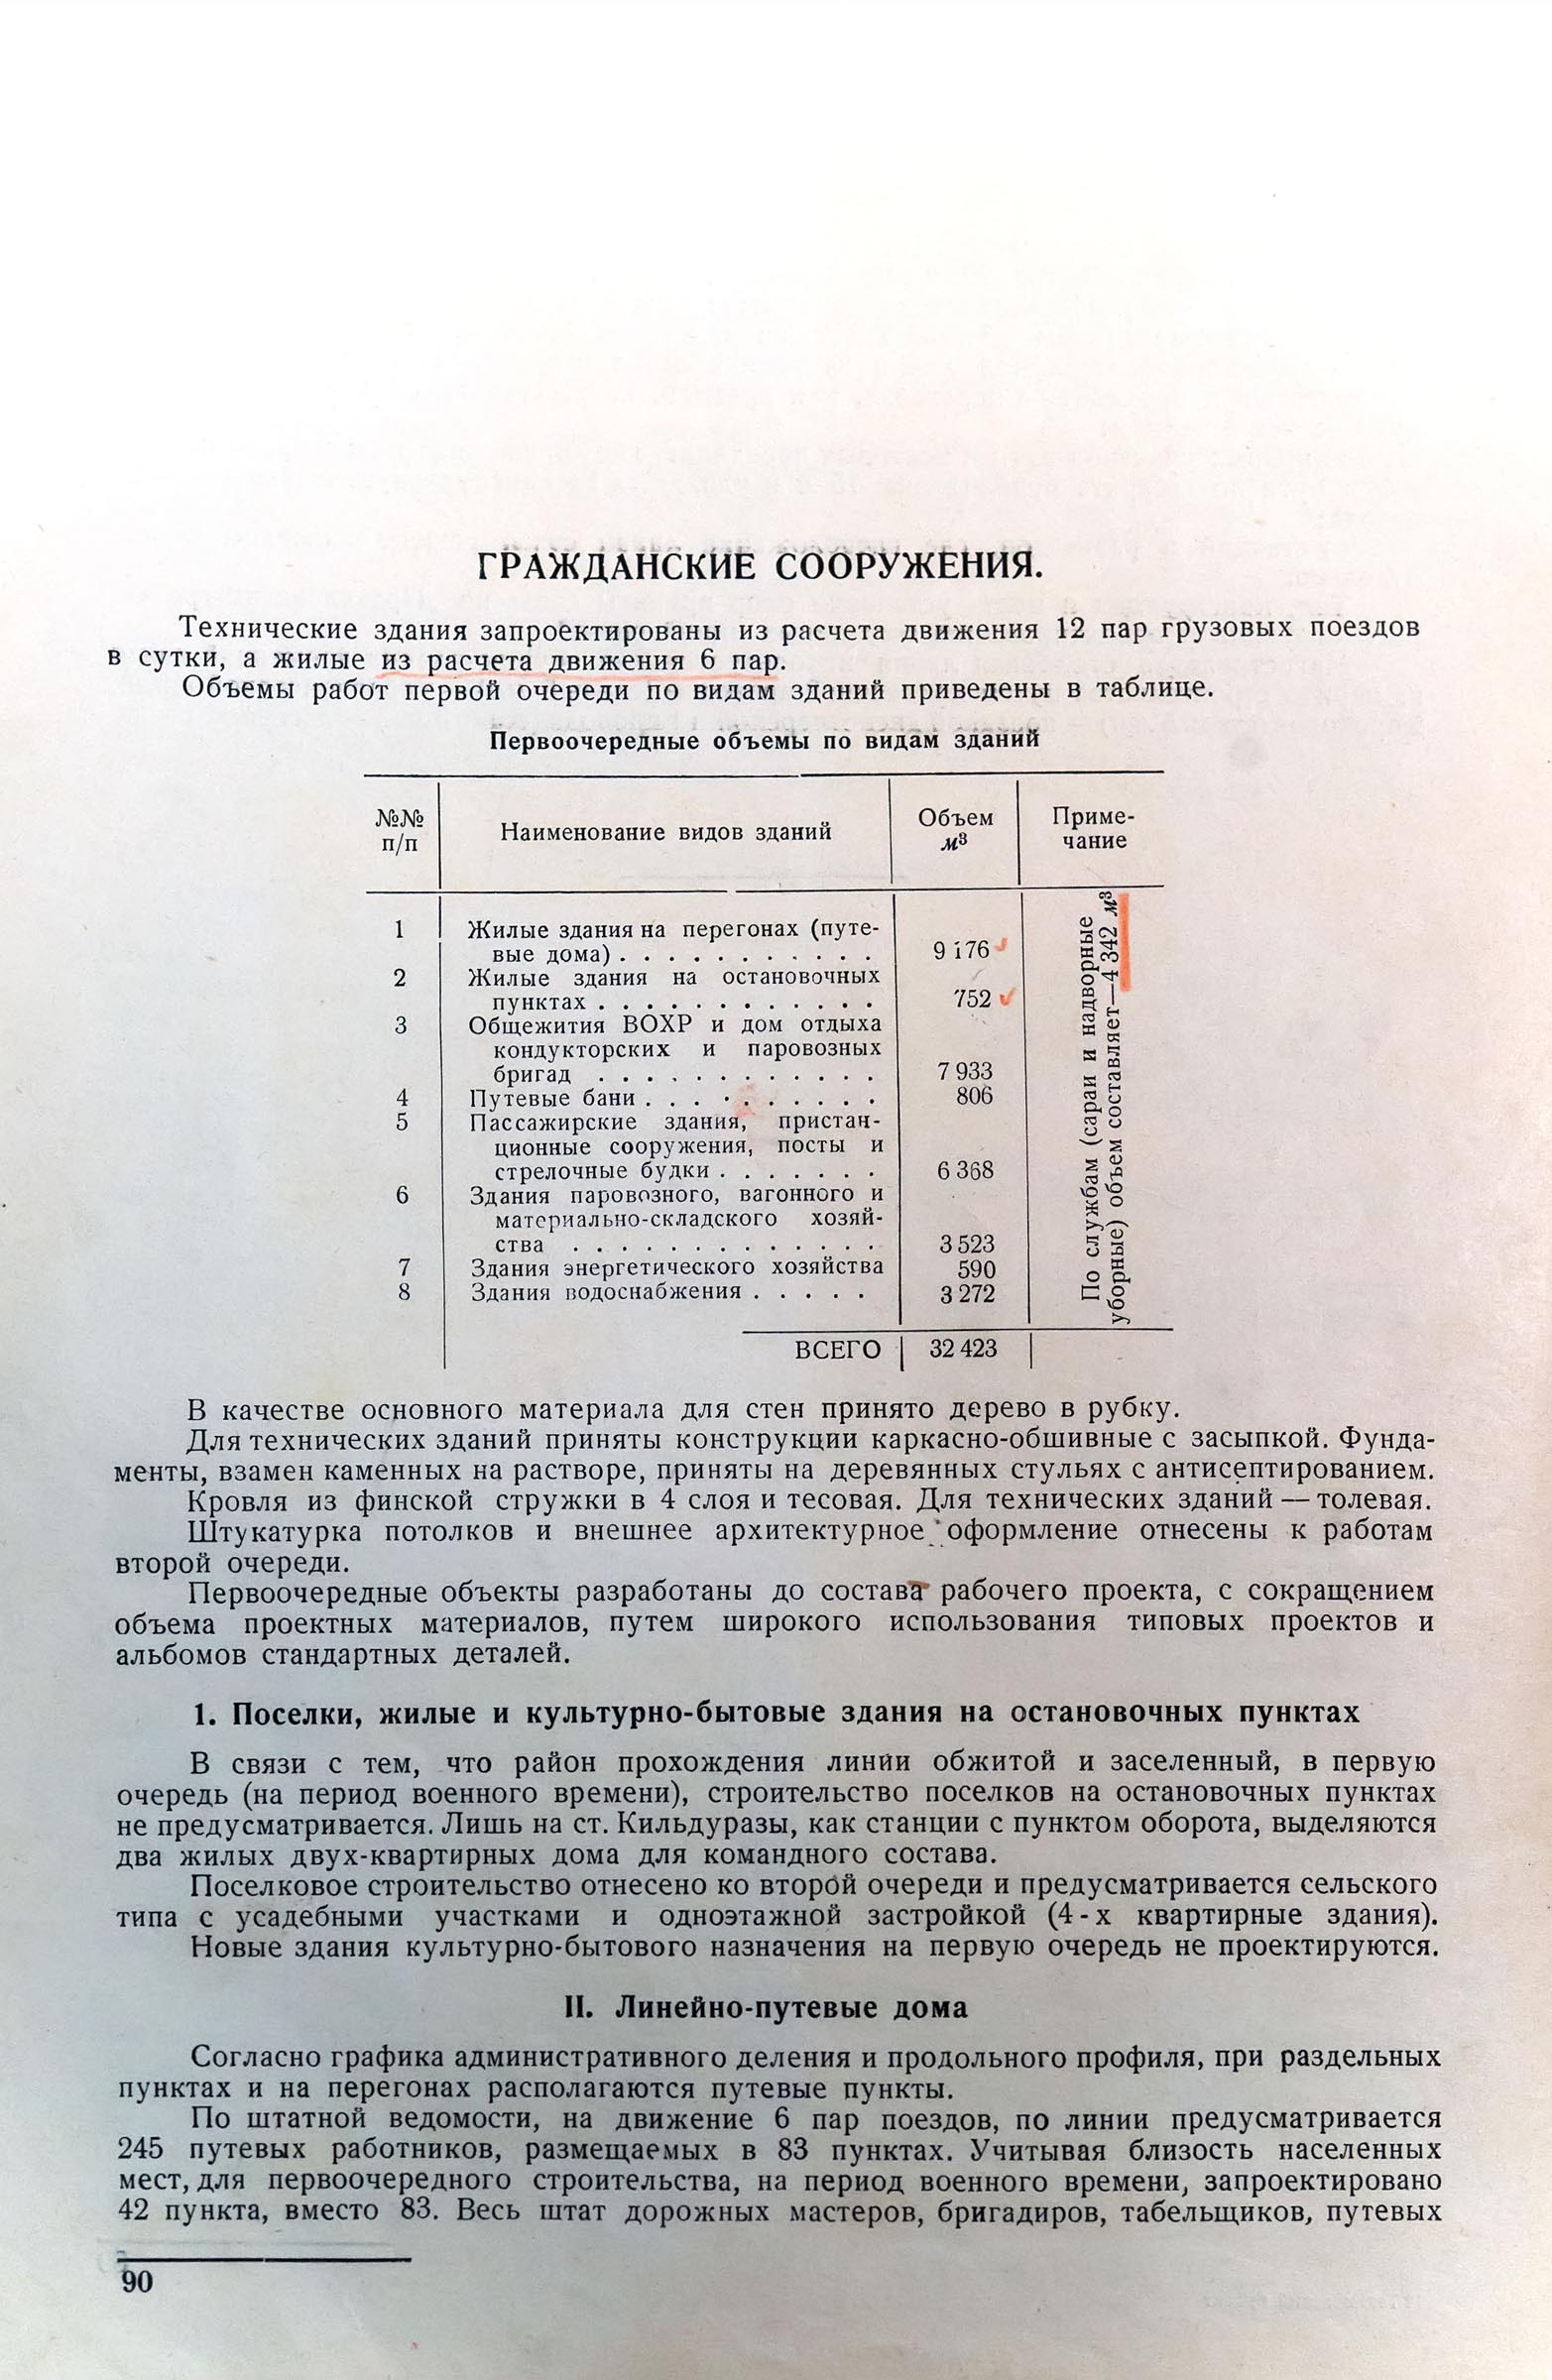 ГРАЖДАНСКИЕ СООРУЖЕНИЯ.
Технические здания запроектированы из расчета движения 12 пар грузовых поездов
в сутки, а жилые из расчета движения 6 пар.
Объемы работ первой очереди по видам зданий приведены в таблице.
Первоочередные объемы по видам зданий
№№ п/п | Наименование видов зданий | Объем м³ | Приме-
чание
1 Жилые здания на перегонах (путе-
вые дома) . . . . . . . . . . . 9 176
2 Жилые здания на остановочных
пунктах . . . . . . . . . . . . 752
3 Общежития ВОХР и дом отдыха
кондукторских и паровозных
бригад . . . . . . . . . . . . 7 933
4 Путевые бани . . . . . . . . . . 806
5 Пассажирские здания, пристан-
ционные сооружения, посты и
стрелочные будки . . . . . . . 6 368
6 Здания паровозного, вагонного и
материально-складского хозяй-
ства . . . . . . . . . . . . . 3 523
7 Здания энергетического хозяйства 590
8 Здания водоснабжения . . . . . 3 272
По службам (сараи и надворные
уборные) объем составляет—4 342 м³
ВСЕГО 32 423
В качестве основного материала для стен принято дерево в рубку.
Для технических зданий приняты конструкции каркасно-обшивные с засыпкой. Фунда-
менты, взамен каменных на растворе, приняты на деревянных стульях с антисептированием.
Кровля из финской стружки в 4 слоя и тесовая. Для технических зданий — толевая.
Штукатурка потолков и внешнее архитектурное оформление отнесены к работам
второй очереди.
Первоочередные объекты разработаны до состава рабочего проекта, с сокращением
объема проектных материалов, путем широкого использования типовых проектов и
альбомов стандартных деталей.
1. Поселки, жилые и культурно-бытовые здания на остановочных пунктах
В связи с тем, что район прохождения линии обжитой и заселенный, в первую
очередь (на период военного времени), строительство поселков на остановочных пунктах
не предусматривается. Лишь на ст. Кильдуразы, как станции с пунктом оборота, выделяются
два жилых двух-квартирных дома для командного состава.
Поселковое строительство отнесено ко второй очереди и предусматривается сельского
типа с усадебными участками и одноэтажной застройкой (4-х квартирные здания).
Новые здания культурно-бытового назначения на первую очередь не проектируются.
II. Линейно-путевые дома
Согласно графика административного деления и продольного профиля, при раздельных
пунктах и на перегонах располагаются путевые пункты.
По штатной ведомости, на движение 6 пар поездов, по линии предусматривается
245 путевых работников, размещаемых в 83 пунктах. Учитывая близость населенных
мест, для первоочередного строительства, на период военного времени, запроектировано
42 пункта, вместо 83. Весь штат дорожных мастеров, бригадиров, табельщиков, путевых
90